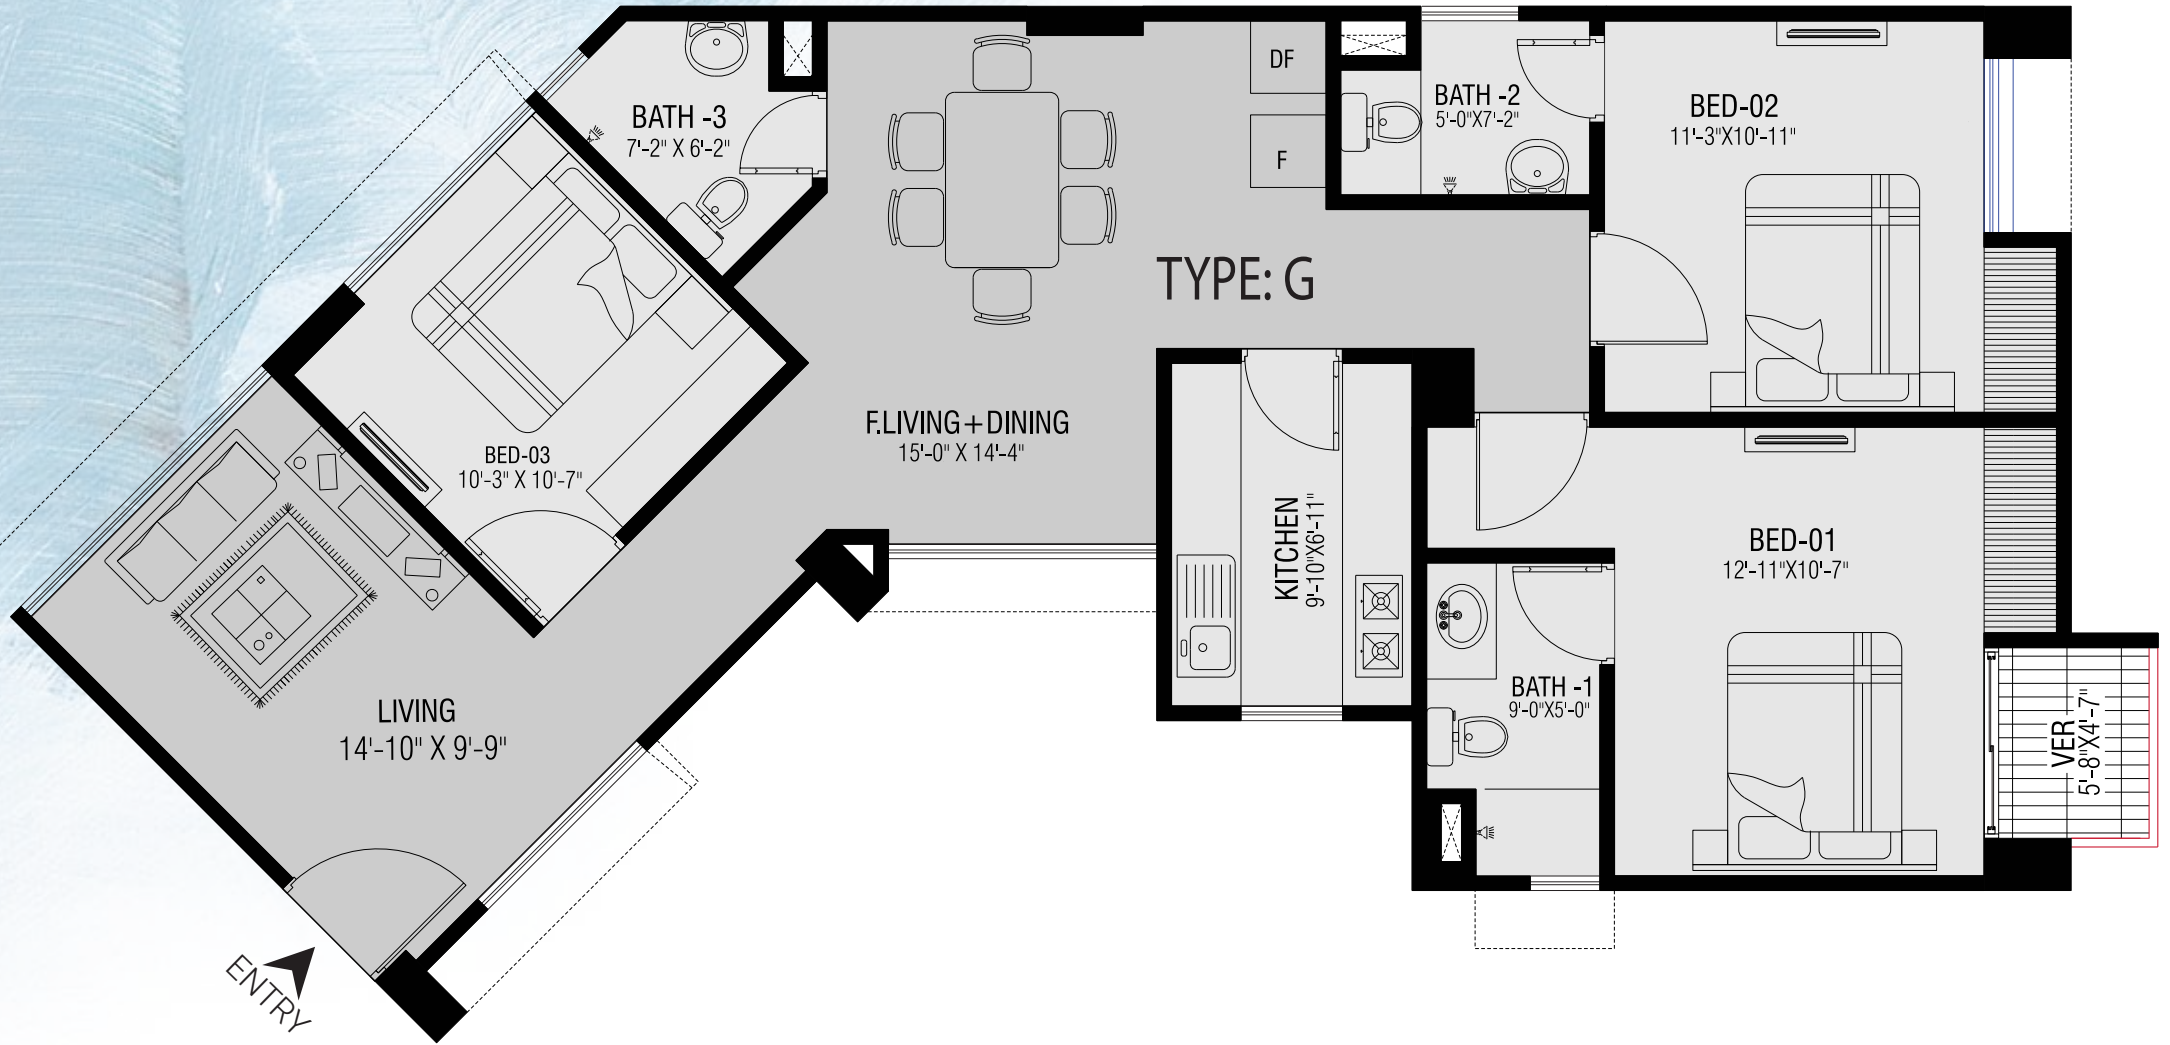 BATH -3
7'-2" X 6'-2"
DF
F
BATH -2
5'-0"X7'-2"
BED-02
11'-3"X10'-11"
TYPE: G
BED-03
10'-3" X 10'-7"
F.LIVING+DINING
15'-0" X 14'-4"
KITCHEN
9'-10"X6'-11"
BED-01
12'-11"X10'-7"
BATH -1
9'-0"X5'-0"
VER
5'-8"X4'-7"
LIVING
14'-10" X 9'-9"
ENTRY